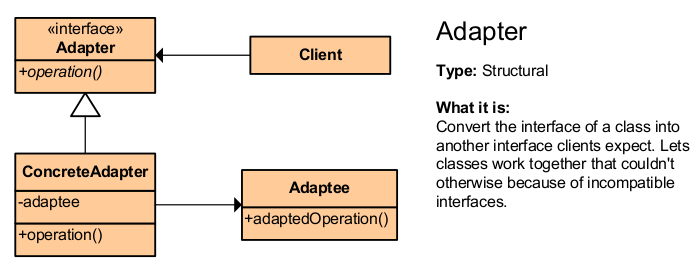 «interface»
Adapter
+operation()
Client
ConcreteAdapter
-adaptee
+operation()
Adaptee
+adaptedOperation()
Adapter
Type: Structural
What it is:
Convert the interface of a class into
another interface clients expect. Lets
classes work together that couldn't
otherwise because of incompatible
interfaces.